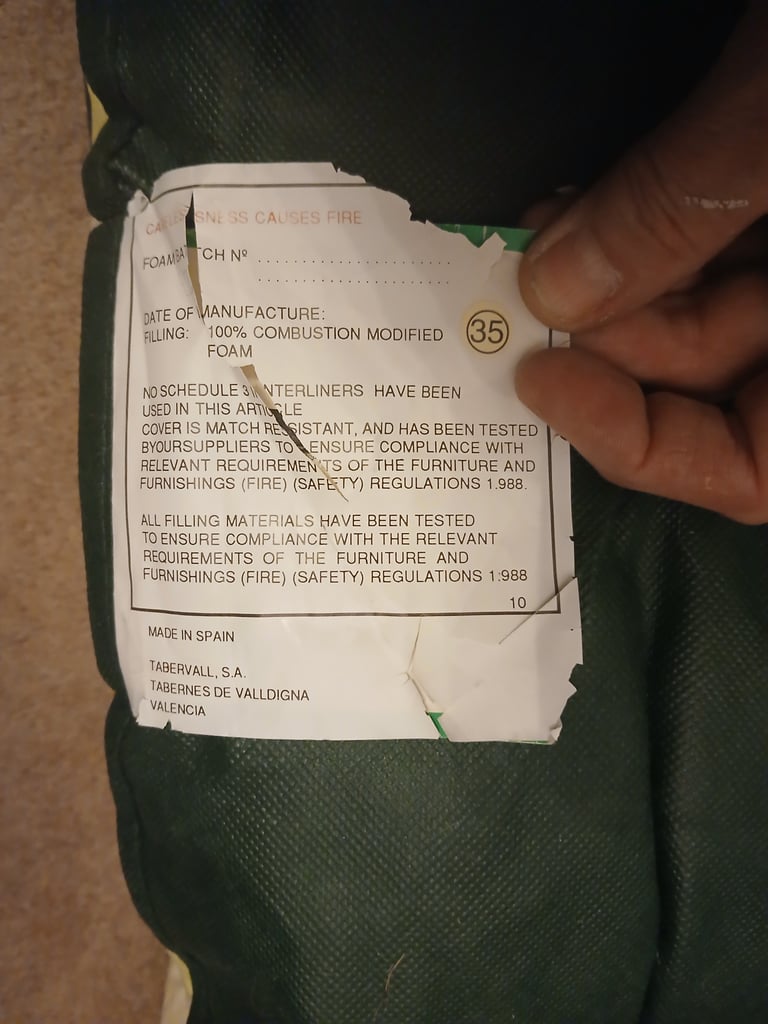 CARELESSNESS CAUSES FIRE
FOAM BATCH Nº ........................
........................
DATE OF MANUFACTURE:
FILLING: 100% COMBUSTION MODIFIED
FOAM
35
NO SCHEDULE 3 INTERLINERS HAVE BEEN
USED IN THIS ARTICLE
COVER IS MATCH RESISTANT, AND HAS BEEN TESTED
BYOURSUPPLIERS TO ENSURE COMPLIANCE WITH
RELEVANT REQUIREMENTS OF THE FURNITURE AND
FURNISHINGS (FIRE) (SAFETY) REGULATIONS 1.988.
ALL FILLING MATERIALS HAVE BEEN TESTED
TO ENSURE COMPLIANCE WITH THE RELEVANT
REQUIREMENTS OF THE FURNITURE AND
FURNISHINGS (FIRE) (SAFETY) REGULATIONS 1.988
10
MADE IN SPAIN
TABERVALL, S.A.
TABERNES DE VALLDIGNA
VALENCIA